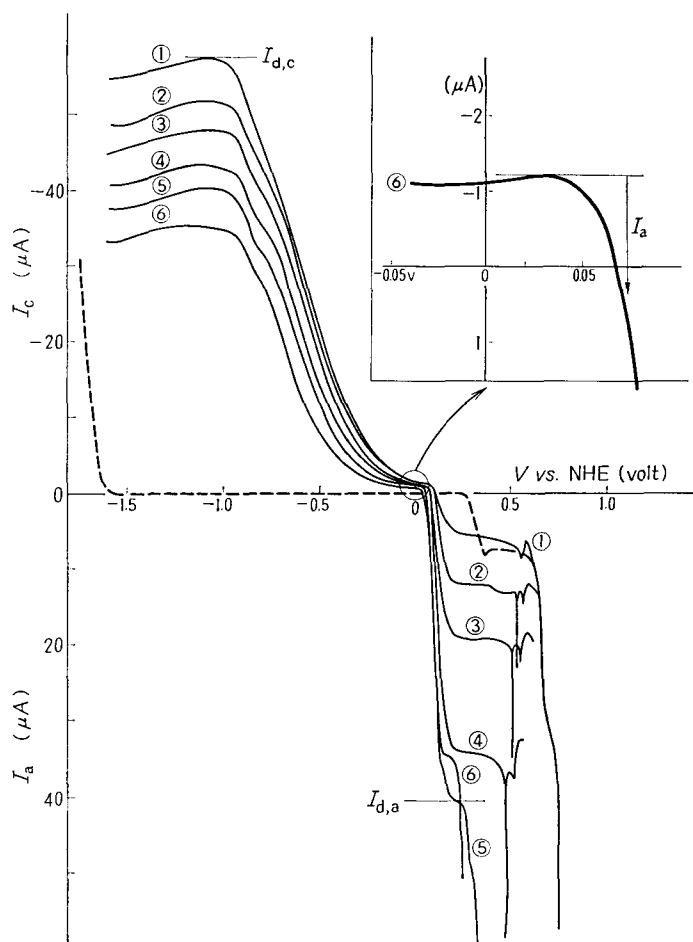 ① I_d,c
②
③
④
⑤
⑥
-40
-20
0
20
40
I_c (μA)
I_a (μA)
-1.5 -1.0 -0.5 0 0.5 1.0
V vs. NHE (volt)
①
②
③
④
⑥
I_d,a
⑤
(μA)
-2
⑥ -1
I_a
-0.05V 0 0.05
1